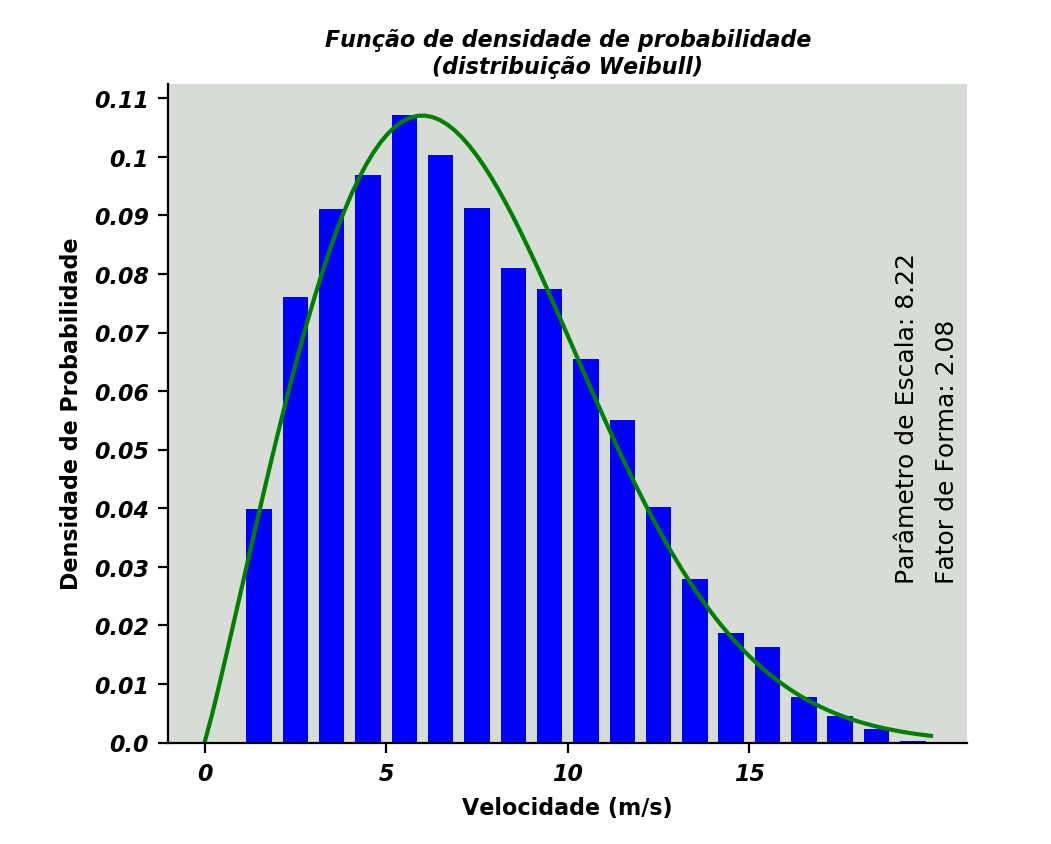 Função de densidade de probabilidade
(distribuição Weibull)
Densidade de Probabilidade
0.11
0.1
0.09
0.08
0.07
0.06
0.05
0.04
0.03
0.02
0.01
0.0
Parâmetro de Escala: 8.22
Fator de Forma: 2.08
0 5 10 15
Velocidade (m/s)